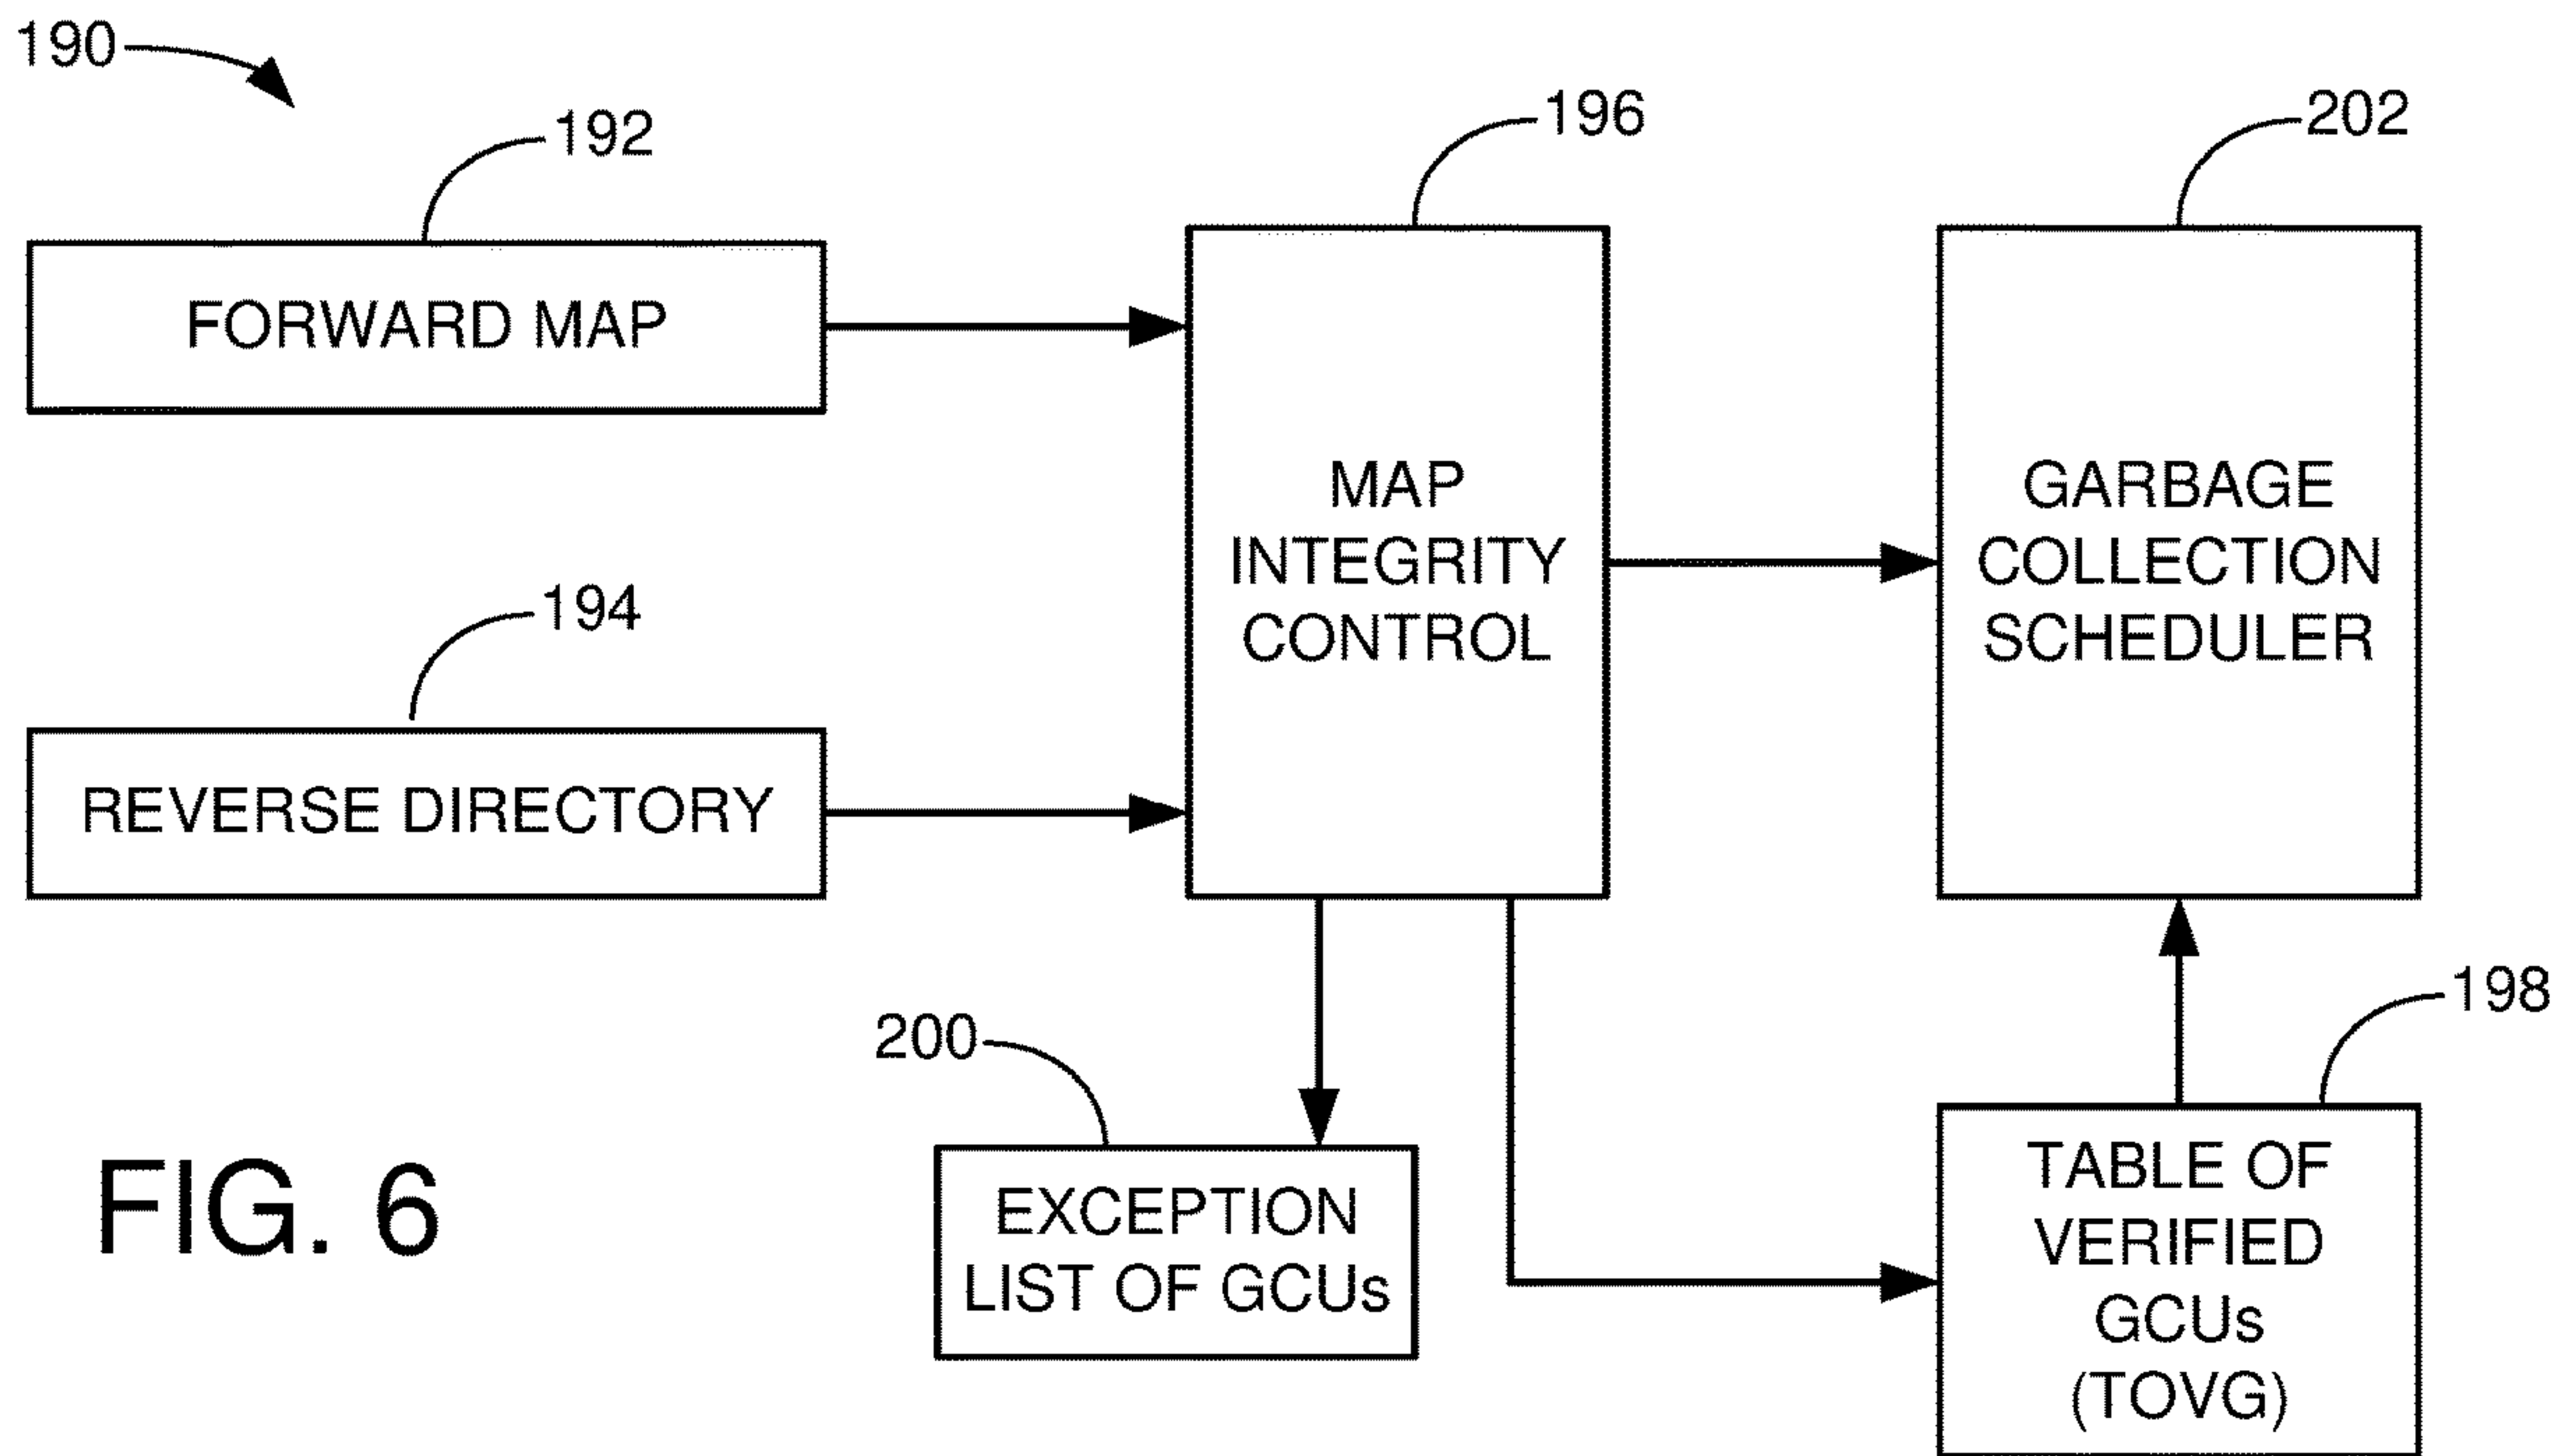 190
192
196
202
FORWARD MAP
MAP
INTEGRITY
CONTROL
GARBAGE
COLLECTION
SCHEDULER
194
REVERSE DIRECTORY
200
198
EXCEPTION
LIST OF GCUs
TABLE OF
VERIFIED
GCUs
(TOVG)
FIG. 6